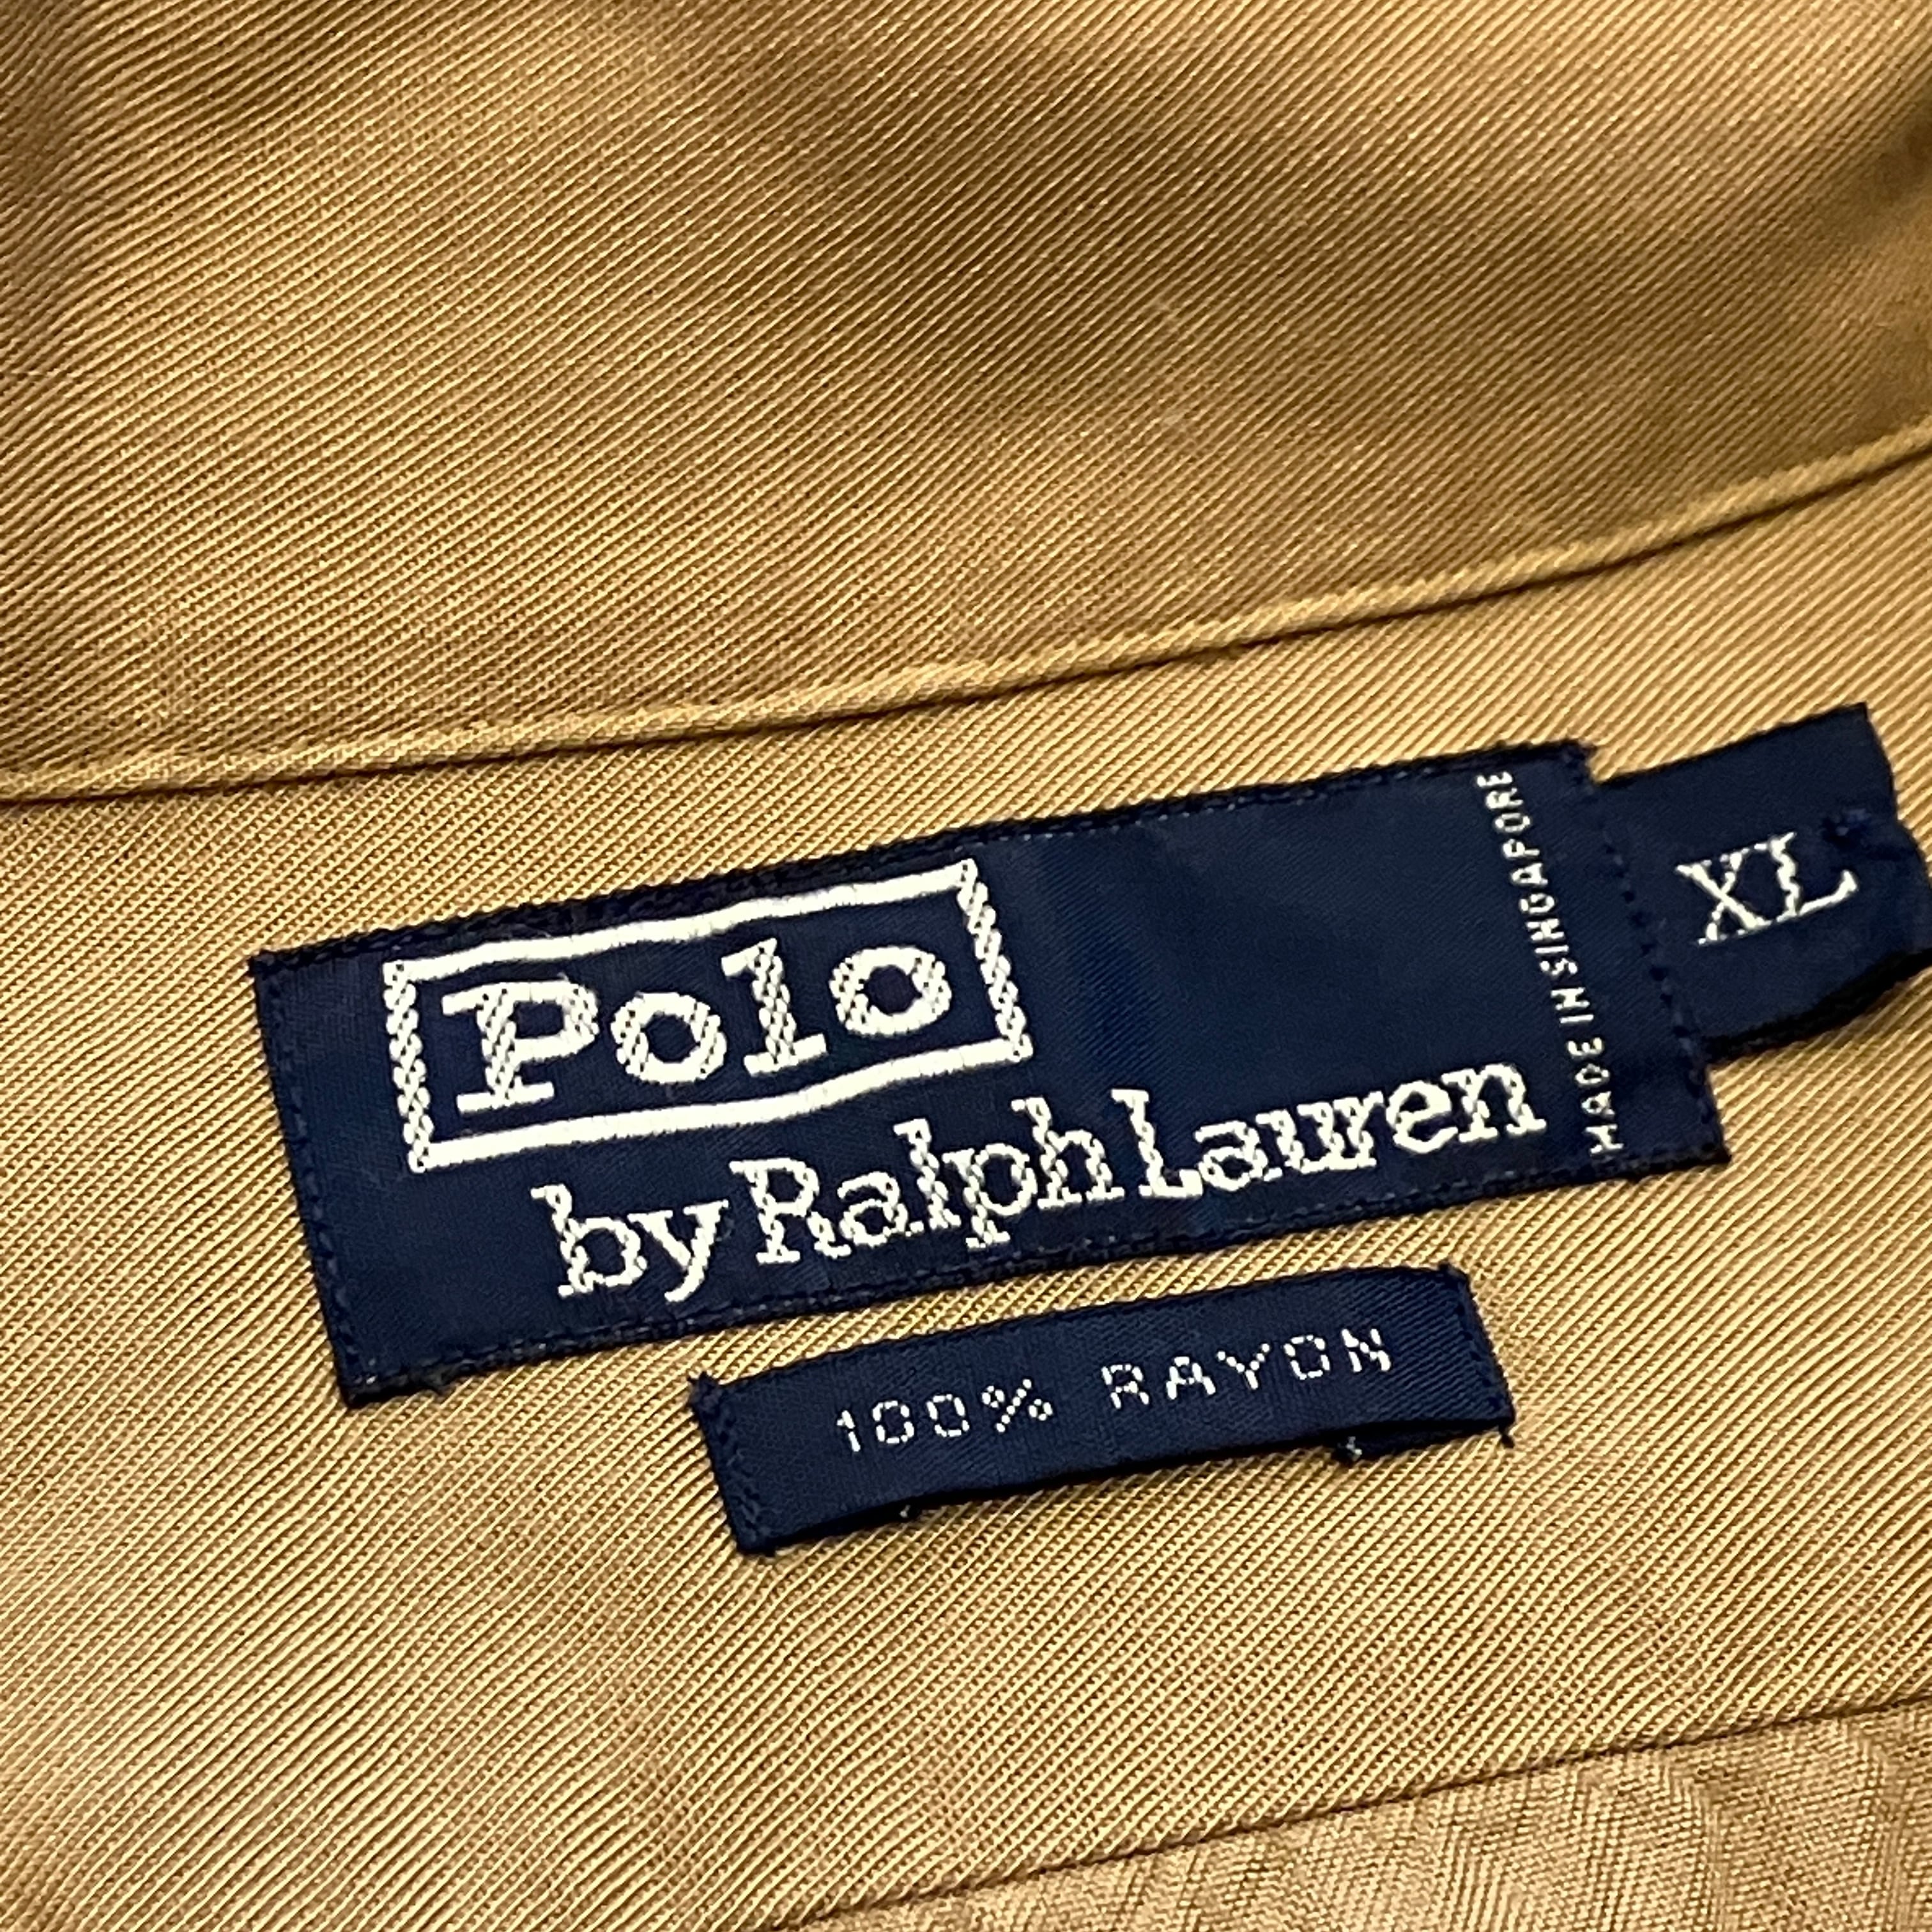 Polo
by Ralph Lauren
MADE IN SINGAPORE
XL
100% RAYON